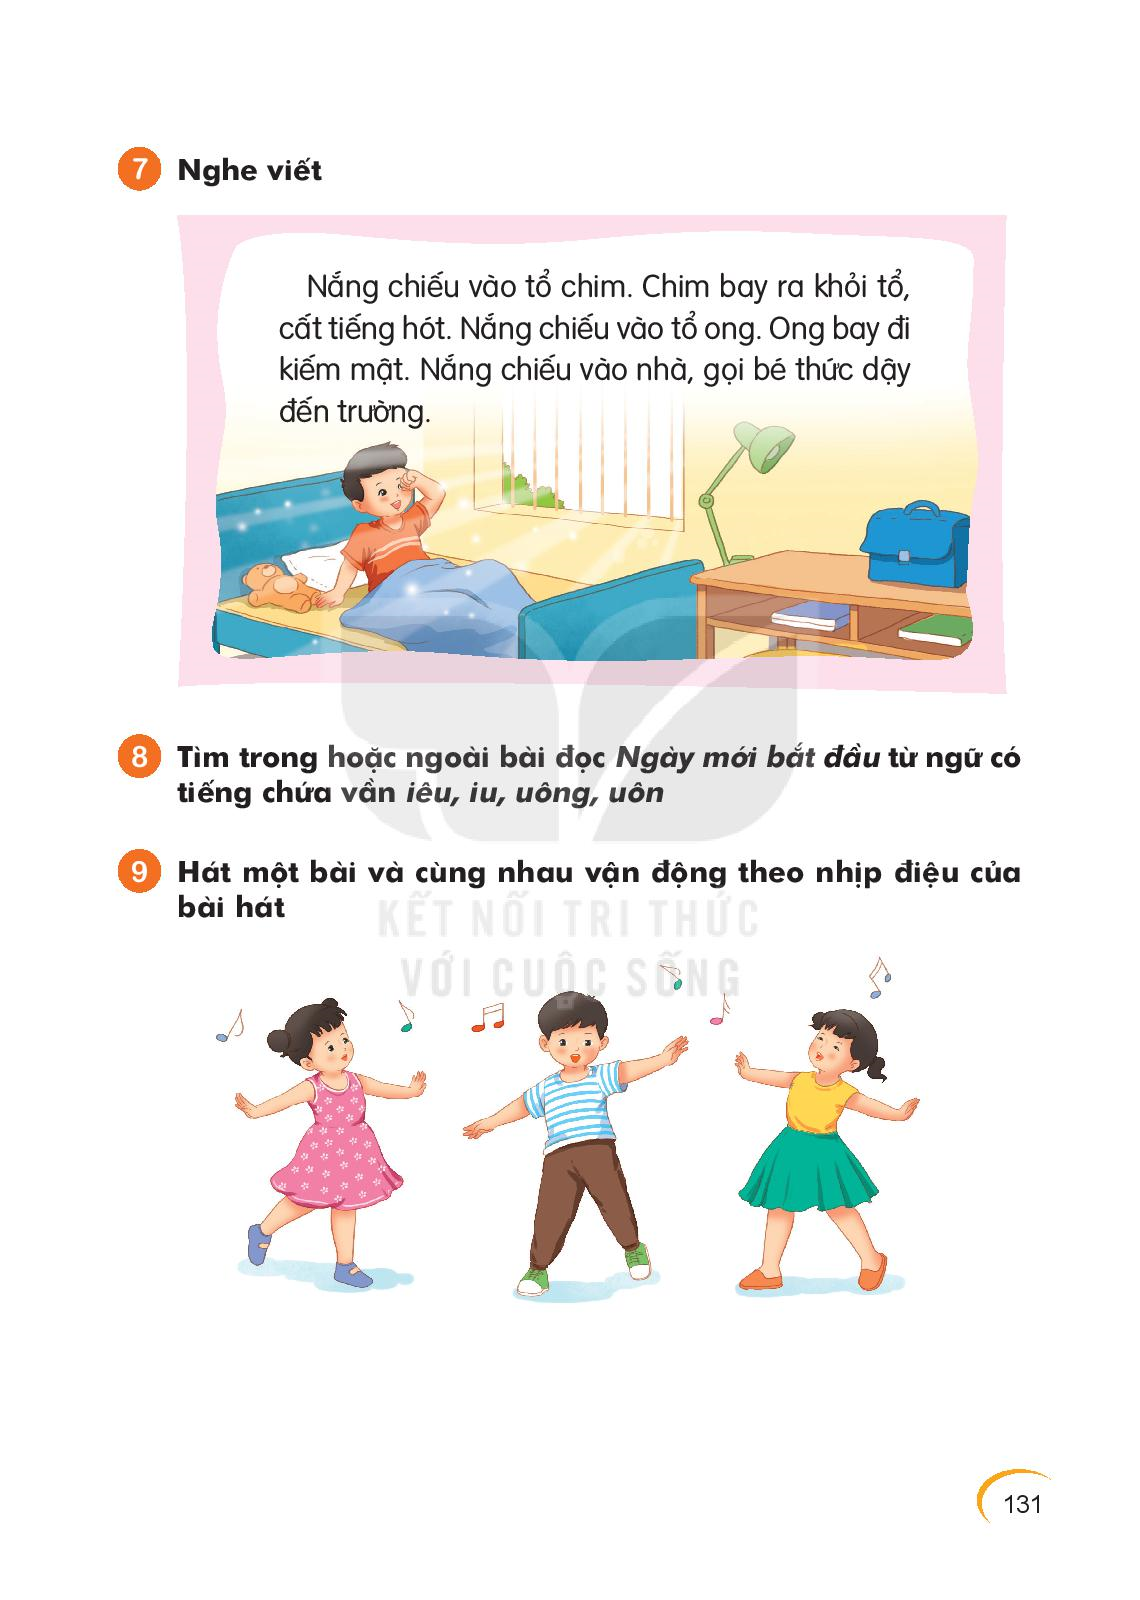 7 Nghe viết
Nắng chiếu vào tổ chim. Chim bay ra khỏi tổ,
cất tiếng hót. Nắng chiếu vào tổ ong. Ong bay đi
kiếm mật. Nắng chiếu vào nhà, gọi bé thức dậy
đến trường.
8 Tìm trong hoặc ngoài bài đọc Ngày mới bắt đầu từ ngữ có
tiếng chứa vần iêu, iu, uông, uôn
9 Hát một bài và cùng nhau vận động theo nhịp điệu của
bài hát
KẾT NỐI TRI THỨC
VỚI CUỘC SỐNG
131